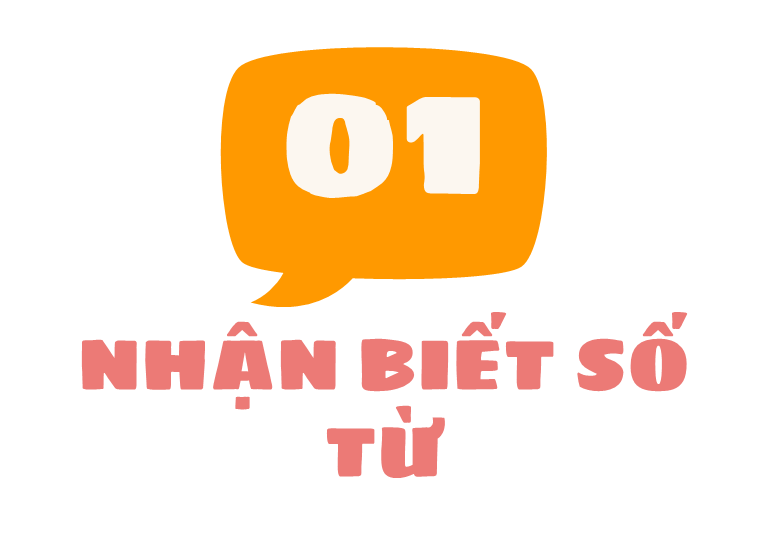 01
NHẬN BIẾT SỐ
TỪ